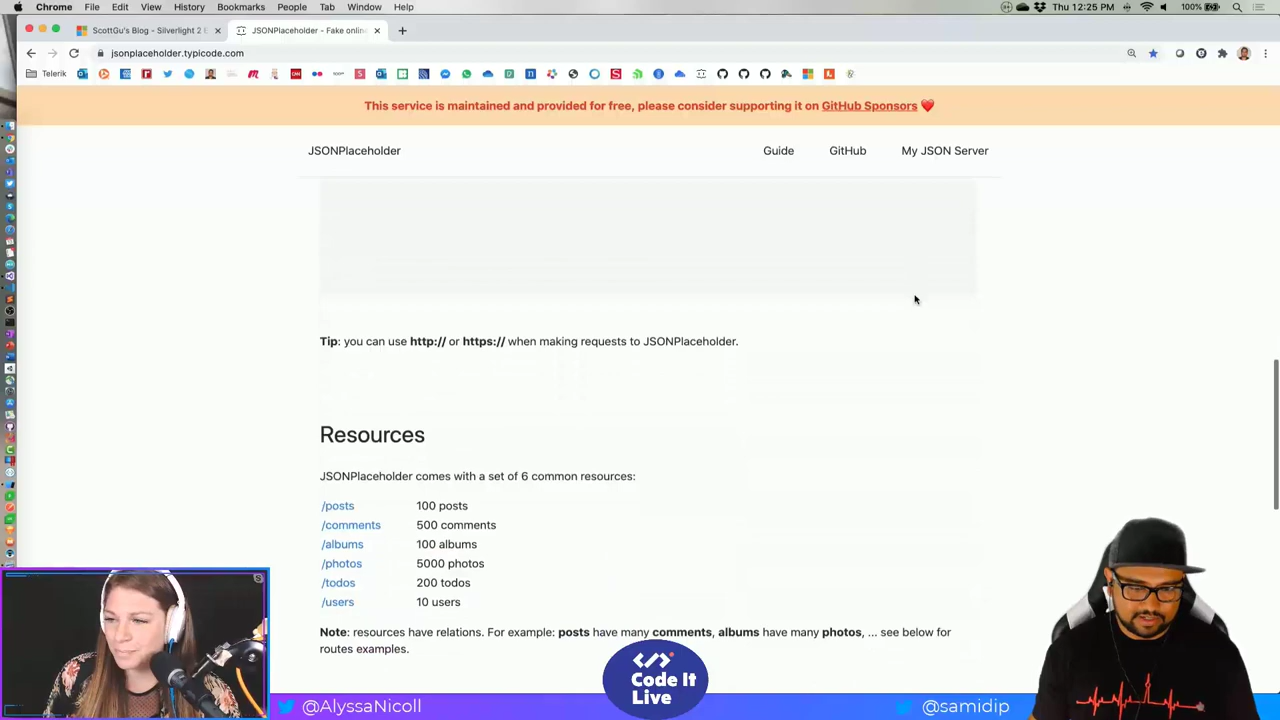 Chrome File Edit View History Bookmarks People Tab Window Help
100% Thu 12:25 PM
ScottGu's Blog - Silverlight 2 E
JSONPlaceholder - Fake online
jsonplaceholder.typicode.com
Telerik
This service is maintained and provided for free, please consider supporting it on GitHub Sponsors ❤️
JSONPlaceholder Guide GitHub My JSON Server
Tip: you can use http:// or https:// when making requests to JSONPlaceholder.
Resources
JSONPlaceholder comes with a set of 6 common resources:
/posts 100 posts
/comments 500 comments
/albums 100 albums
/photos 5000 photos
/todos 200 todos
/users 10 users
Note: resources have relations. For example: posts have many comments, albums have many photos, ... see below for
routes examples.
Code It
Live
@AlyssaNicoll
@samidip